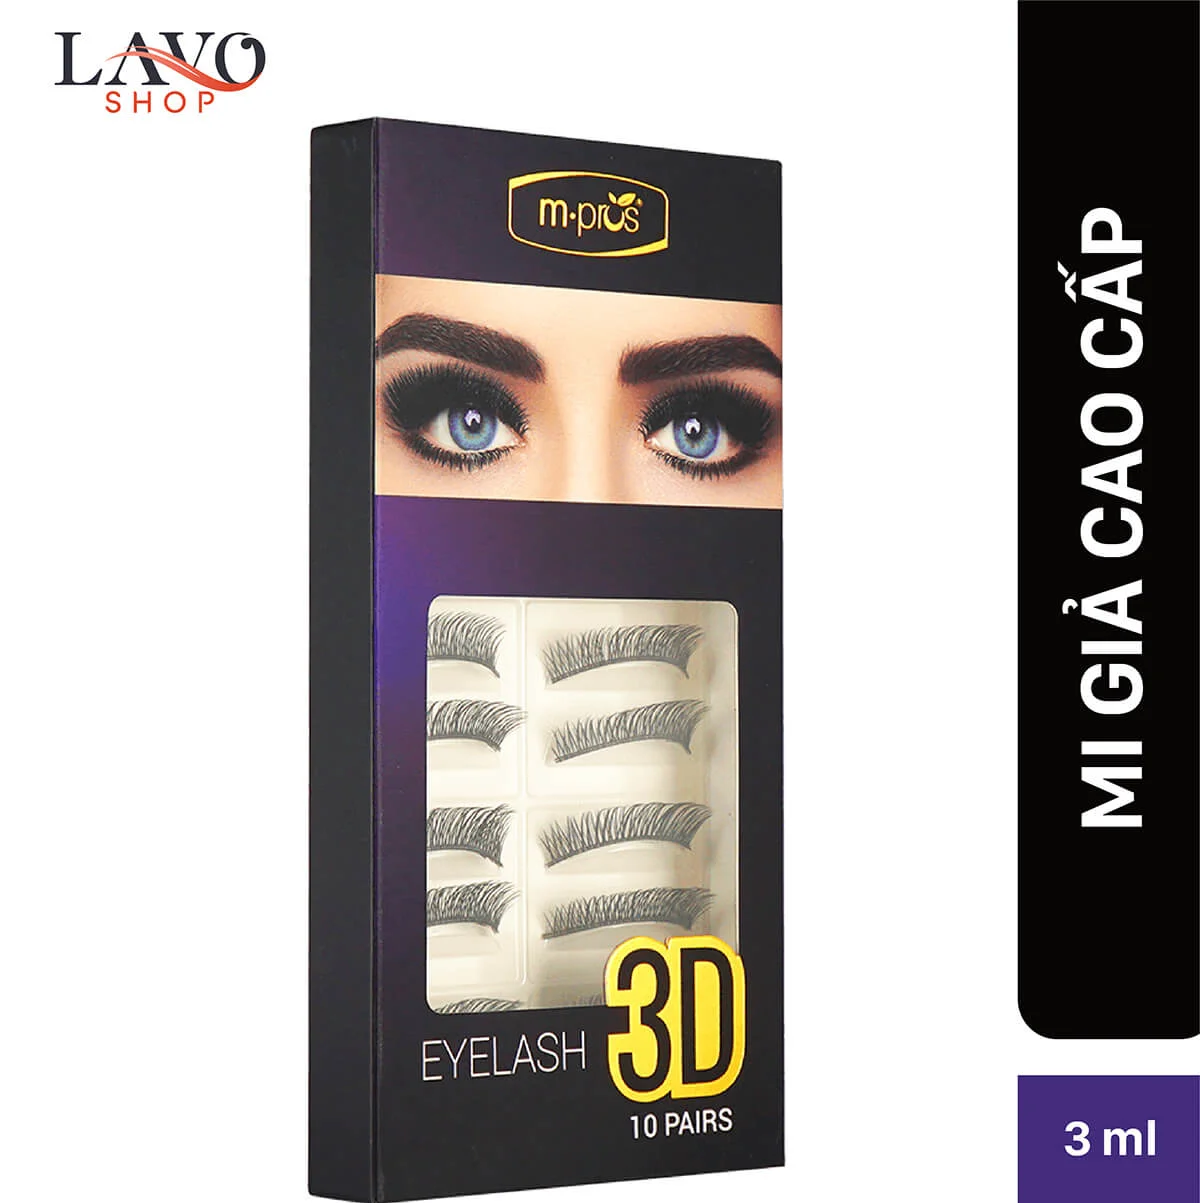 LAVO
SHOP
m·pros®
EYELASH
3D
10 PAIRS
MI GIẢ CAO CẤP
3 ml